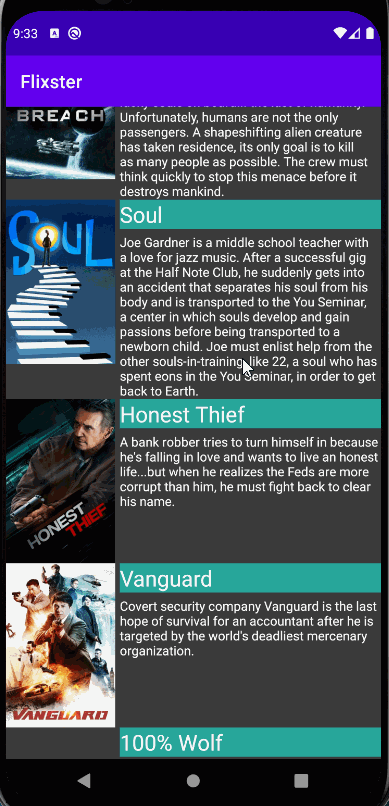 9:33
Flixster
BREACH
Unfortunately, humans are not the only
passengers. A shapeshifting alien creature
has taken residence, its only goal is to kill
as many people as possible. The crew must
think quickly to stop this menace before it
destroys mankind.
SOUL
Soul
Joe Gardner is a middle school teacher with
a love for jazz music. After a successful gig
at the Half Note Club, he suddenly gets into
an accident that separates his soul from his
body and is transported to the You Seminar,
a center in which souls develop and gain
passions before being transported to a
newborn child. Joe must enlist help from the
other souls-in-training, like 22, a soul who has
spent eons in the You Seminar, in order to get
back to Earth.
HONEST
THIEF
Honest Thief
A bank robber tries to turn himself in because
he's falling in love and wants to live an honest
life...but when he realizes the Feds are more
corrupt than him, he must fight back to clear
his name.
VANGUARD
Vanguard
Covert security company Vanguard is the last
hope of survival for an accountant after he is
targeted by the world's deadliest mercenary
organization.
100% Wolf